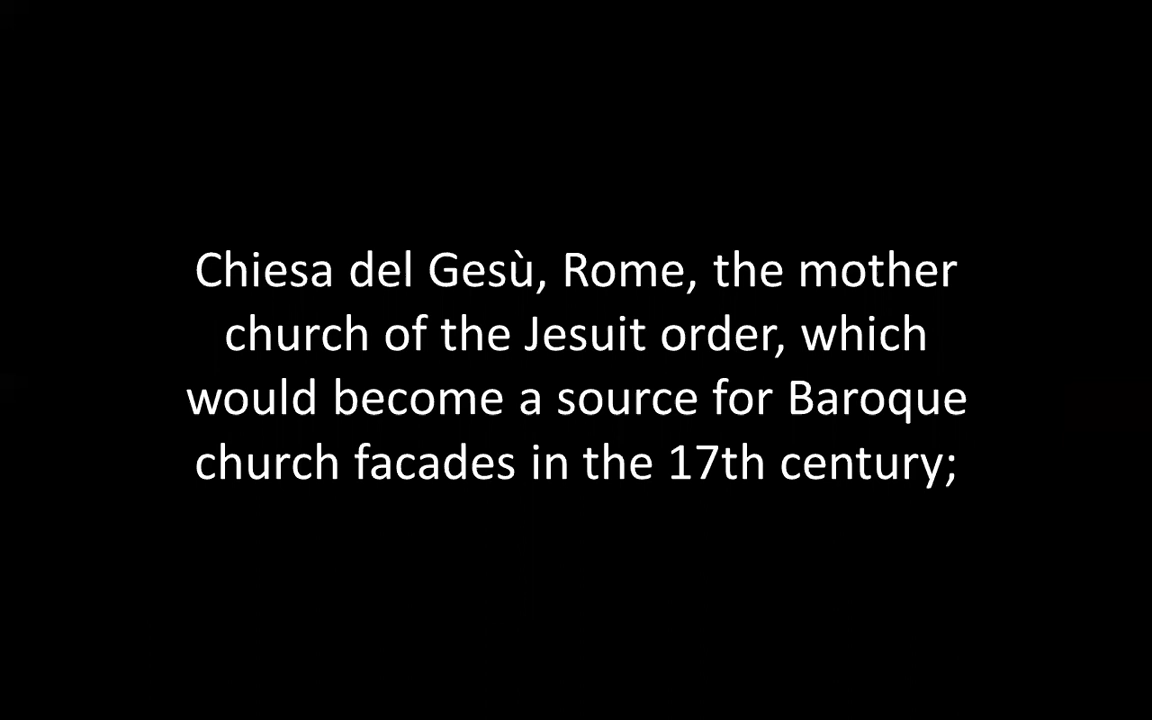 Chiesa del Gesù, Rome, the mother
church of the Jesuit order, which
would become a source for Baroque
church facades in the 17th century;